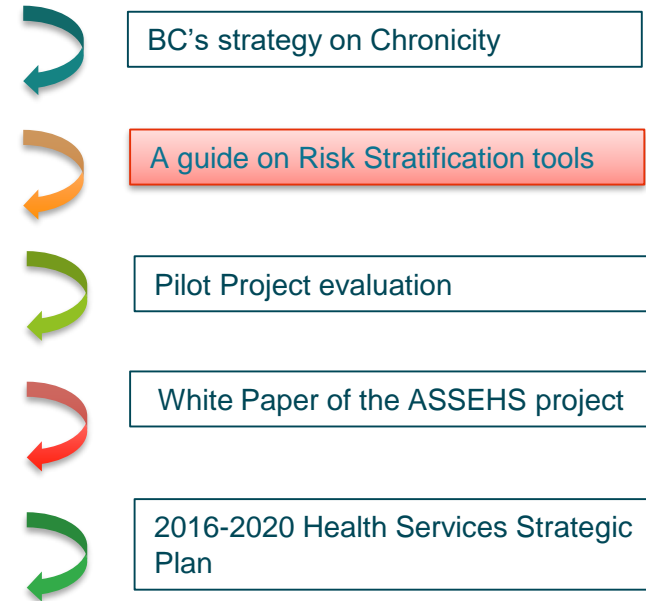 BC's strategy on Chronicity
A guide on Risk Stratification tools
Pilot Project evaluation
White Paper of the ASSEHS project
2016-2020 Health Services Strategic
Plan